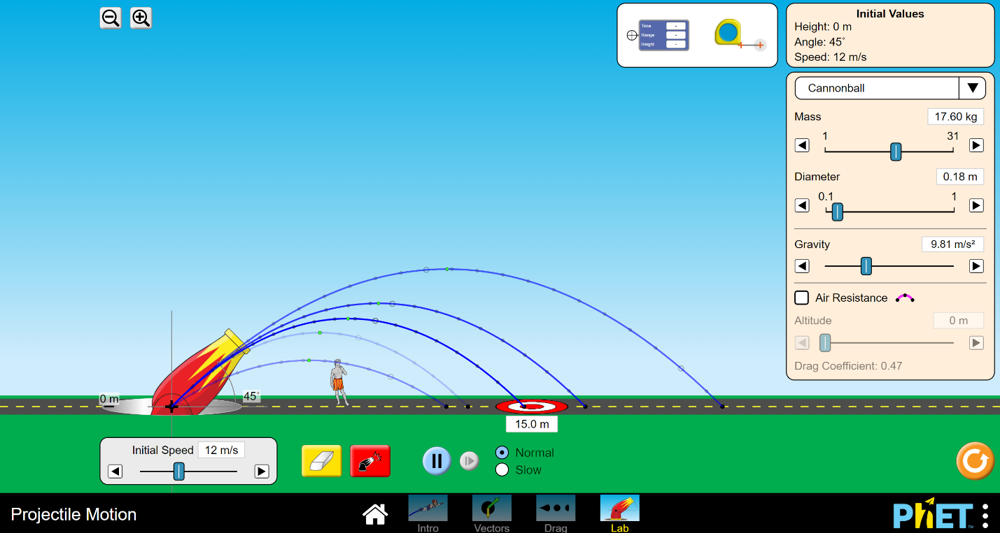 Time -
Range -
Height -
Initial Values
Height: 0 m
Angle: 45°
Speed: 12 m/s
Cannonball
Mass 17.60 kg
1 31
Diameter 0.18 m
0.1 1
Gravity 9.81 m/s²
Air Resistance
Altitude 0 m
Drag Coefficient: 0.47
0 m
45°
15.0 m
Initial Speed 12 m/s
Normal
Slow
Projectile Motion
Intro
Vectors
Drag
Lab
PhET